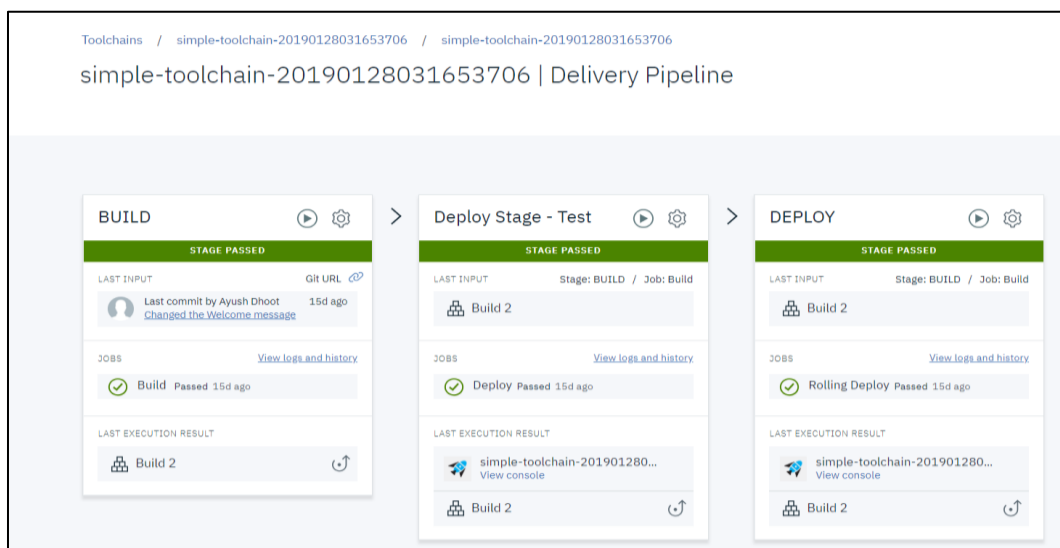 Toolchains / simple-toolchain-20190128031653706 / simple-toolchain-20190128031653706
simple-toolchain-20190128031653706 | Delivery Pipeline
BUILD
STAGE PASSED
LAST INPUT Git URL
Last commit by Ayush Dhoot 15d ago
Changed the Welcome message
JOBS View logs and history
Build Passed 15d ago
LAST EXECUTION RESULT
Build 2
Deploy Stage - Test
STAGE PASSED
LAST INPUT Stage: BUILD / Job: Build
Build 2
JOBS View logs and history
Deploy Passed 15d ago
LAST EXECUTION RESULT
simple-toolchain-201901280...
View console
Build 2
DEPLOY
STAGE PASSED
LAST INPUT Stage: BUILD / Job: Build
Build 2
JOBS View logs and history
Rolling Deploy Passed 15d ago
LAST EXECUTION RESULT
simple-toolchain-201901280...
View console
Build 2